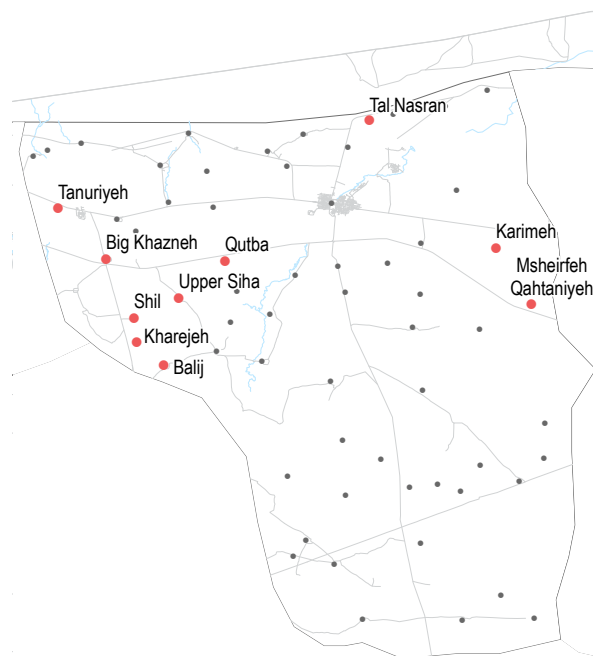 Tal Nasran
Tanuriyeh
Karimeh
Big Khazneh
Qutba
Msheirfeh
Qahtaniyeh
Upper Siha
Shil
Kharejeh
Balij